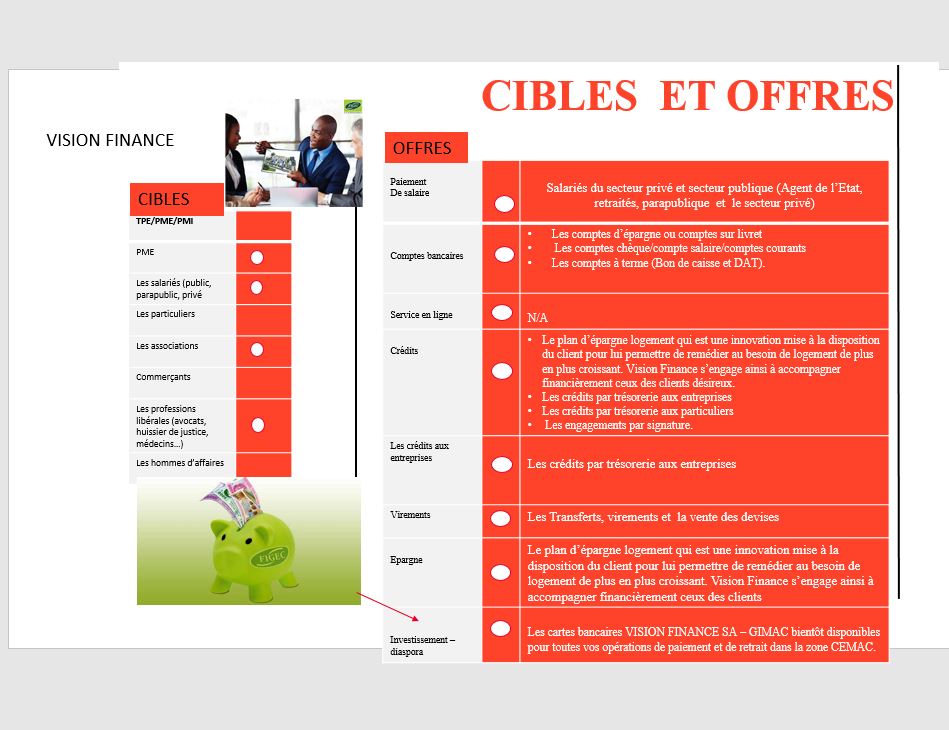 CIBLES ET OFFRES
VISION FINANCE
CIBLES
TPE/PME/PMI
PME
Les salariés (public,
parapublic, privé
Les particuliers
Les associations
Commerçants
Les professions
libérales (avocats,
huissier de justice,
médecins…)
Les hommes d’affaires
FIGEC
OFFRES
Paiement
De salaire
Salariés du secteur privé et secteur publique (Agent de l’Etat,
retraités, parapublique et le secteur privé)
Comptes bancaires
• Les comptes d’épargne ou comptes sur livret
• Les comptes chèque/compte salaire/comptes courants
• Les comptes à terme (Bon de caisse et DAT).
Service en ligne
N/A
Crédits
• Le plan d’épargne logement qui est une innovation mise à la disposition
du client pour lui permettre de remédier au besoin de logement de plus
en plus croissant. Vision Finance s’engage ainsi à accompagner
financièrement ceux des clients désireux.
• Les crédits par trésorerie aux entreprises
• Les crédits par trésorerie aux particuliers
• Les engagements par signature.
Les crédits aux
entreprises
Les crédits par trésorerie aux entreprises
Virements
Les Transferts, virements et la vente des devises
Epargne
Le plan d’épargne logement qui est une innovation mise à la
disposition du client pour lui permettre de remédier au besoin de
logement de plus en plus croissant. Vision Finance s’engage ainsi à
accompagner financièrement ceux des clients
Investissement –
diaspora
Les cartes bancaires VISION FINANCE SA – GIMAC bientôt disponibles
pour toutes vos opérations de paiement et de retrait dans la zone CEMAC.